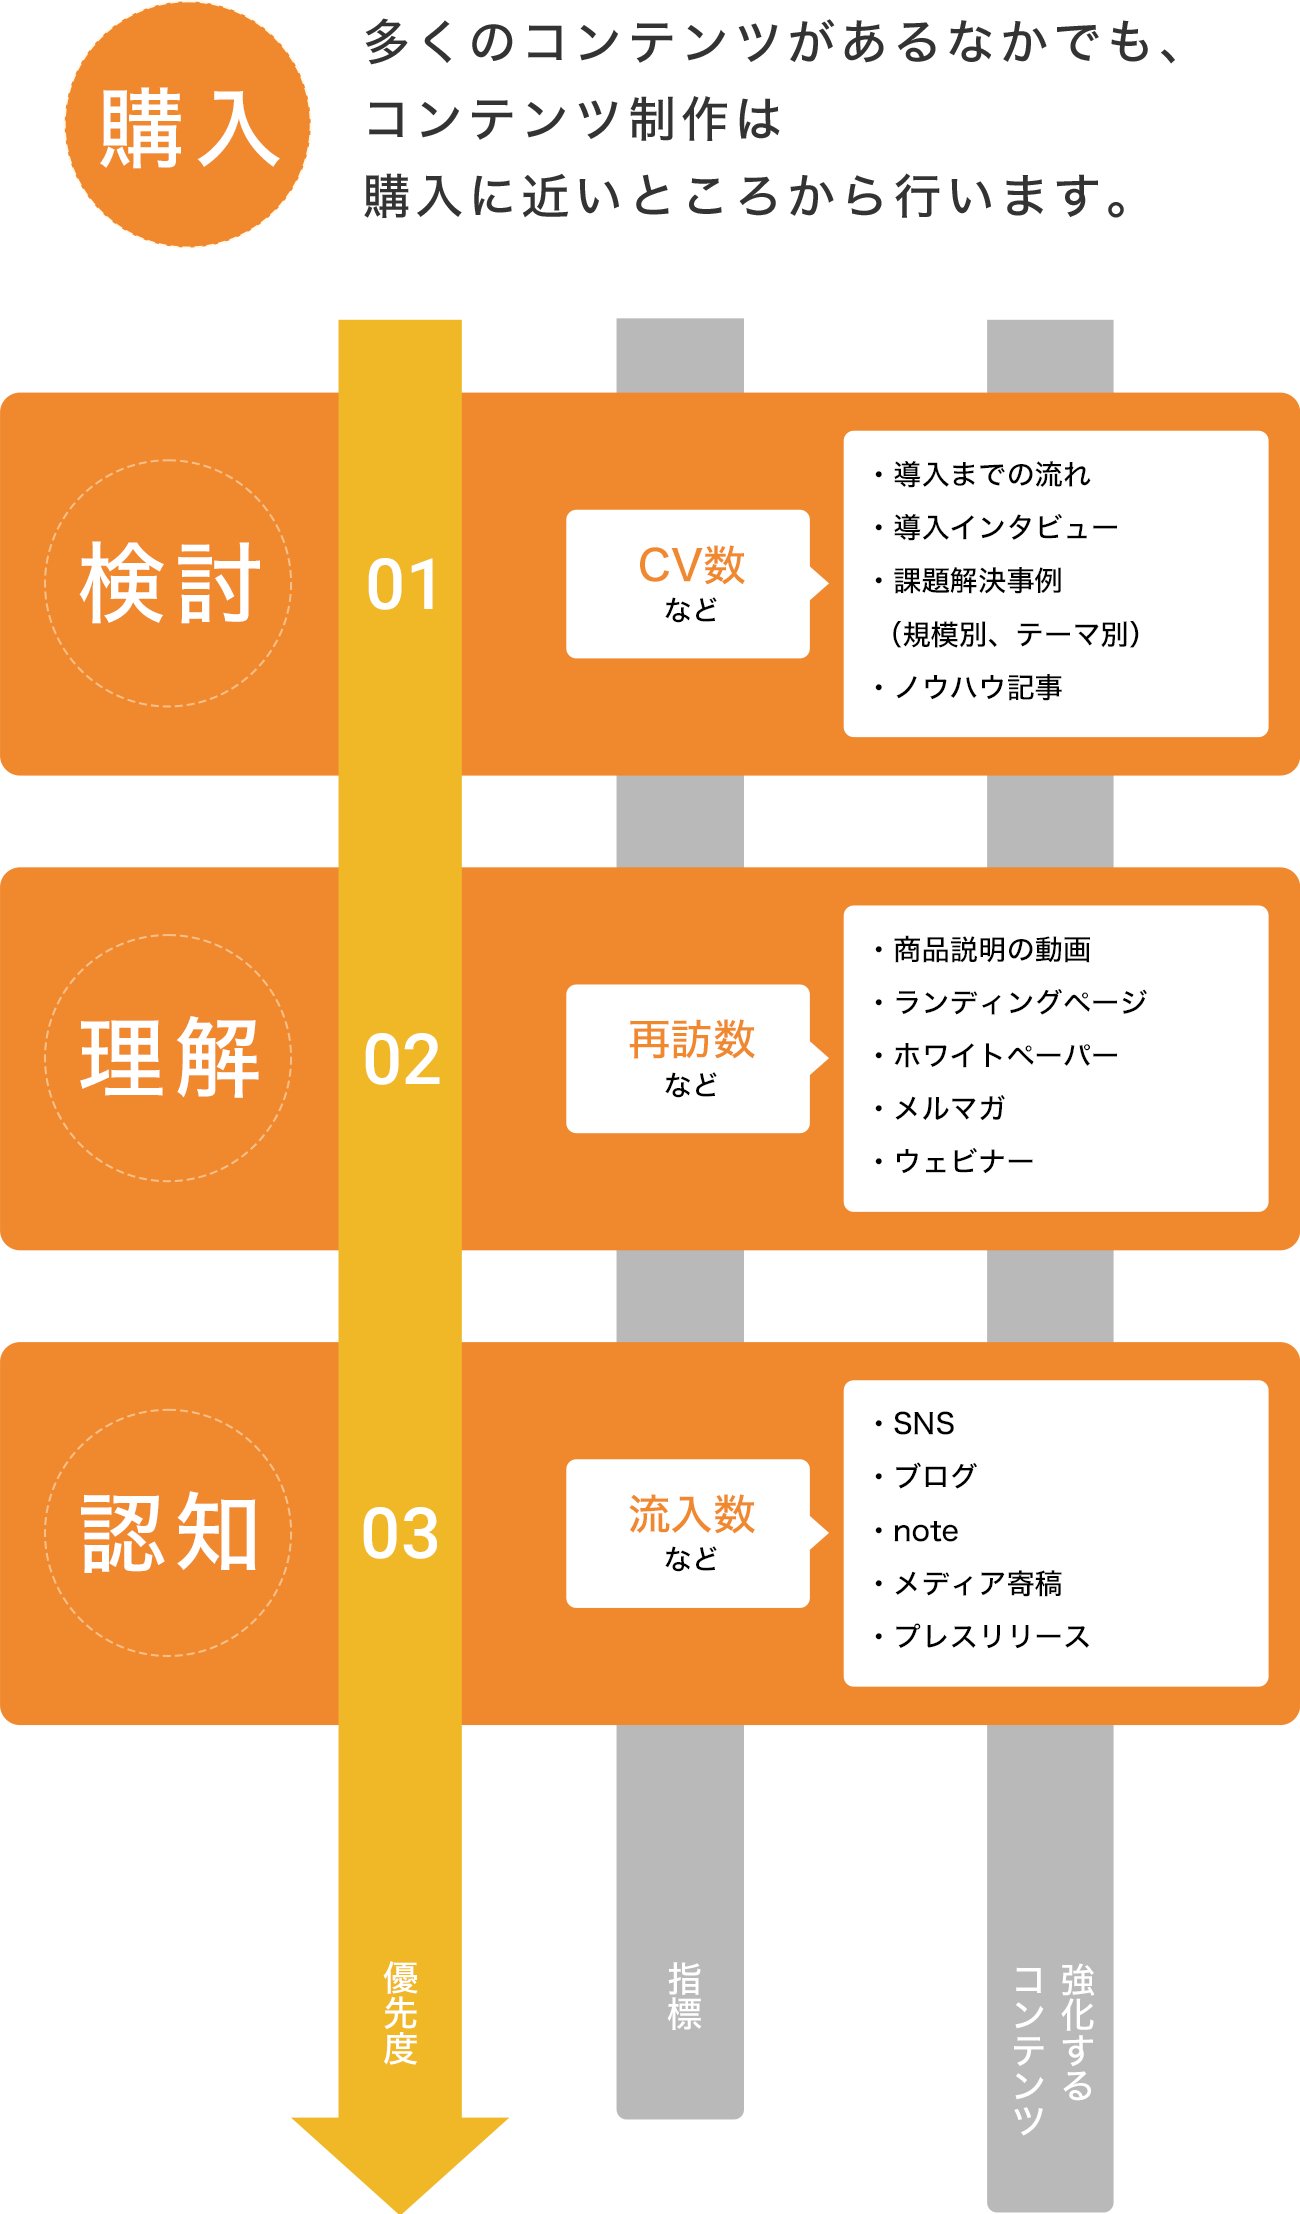 購入
多くのコンテンツがあるなかでも、
コンテンツ制作は
購入に近いところから行います。
検討
01
CV数
など
・導入までの流れ
・導入インタビュー
・課題解決事例
（規模別、テーマ別）
・ノウハウ記事
理解
02
再訪数
など
・商品説明の動画
・ランディングページ
・ホワイトペーパー
・メルマガ
・ウェビナー
認知
03
流入数
など
・SNS
・ブログ
・note
・メディア寄稿
・プレスリリース
優先度
指標
強化する
コンテンツ